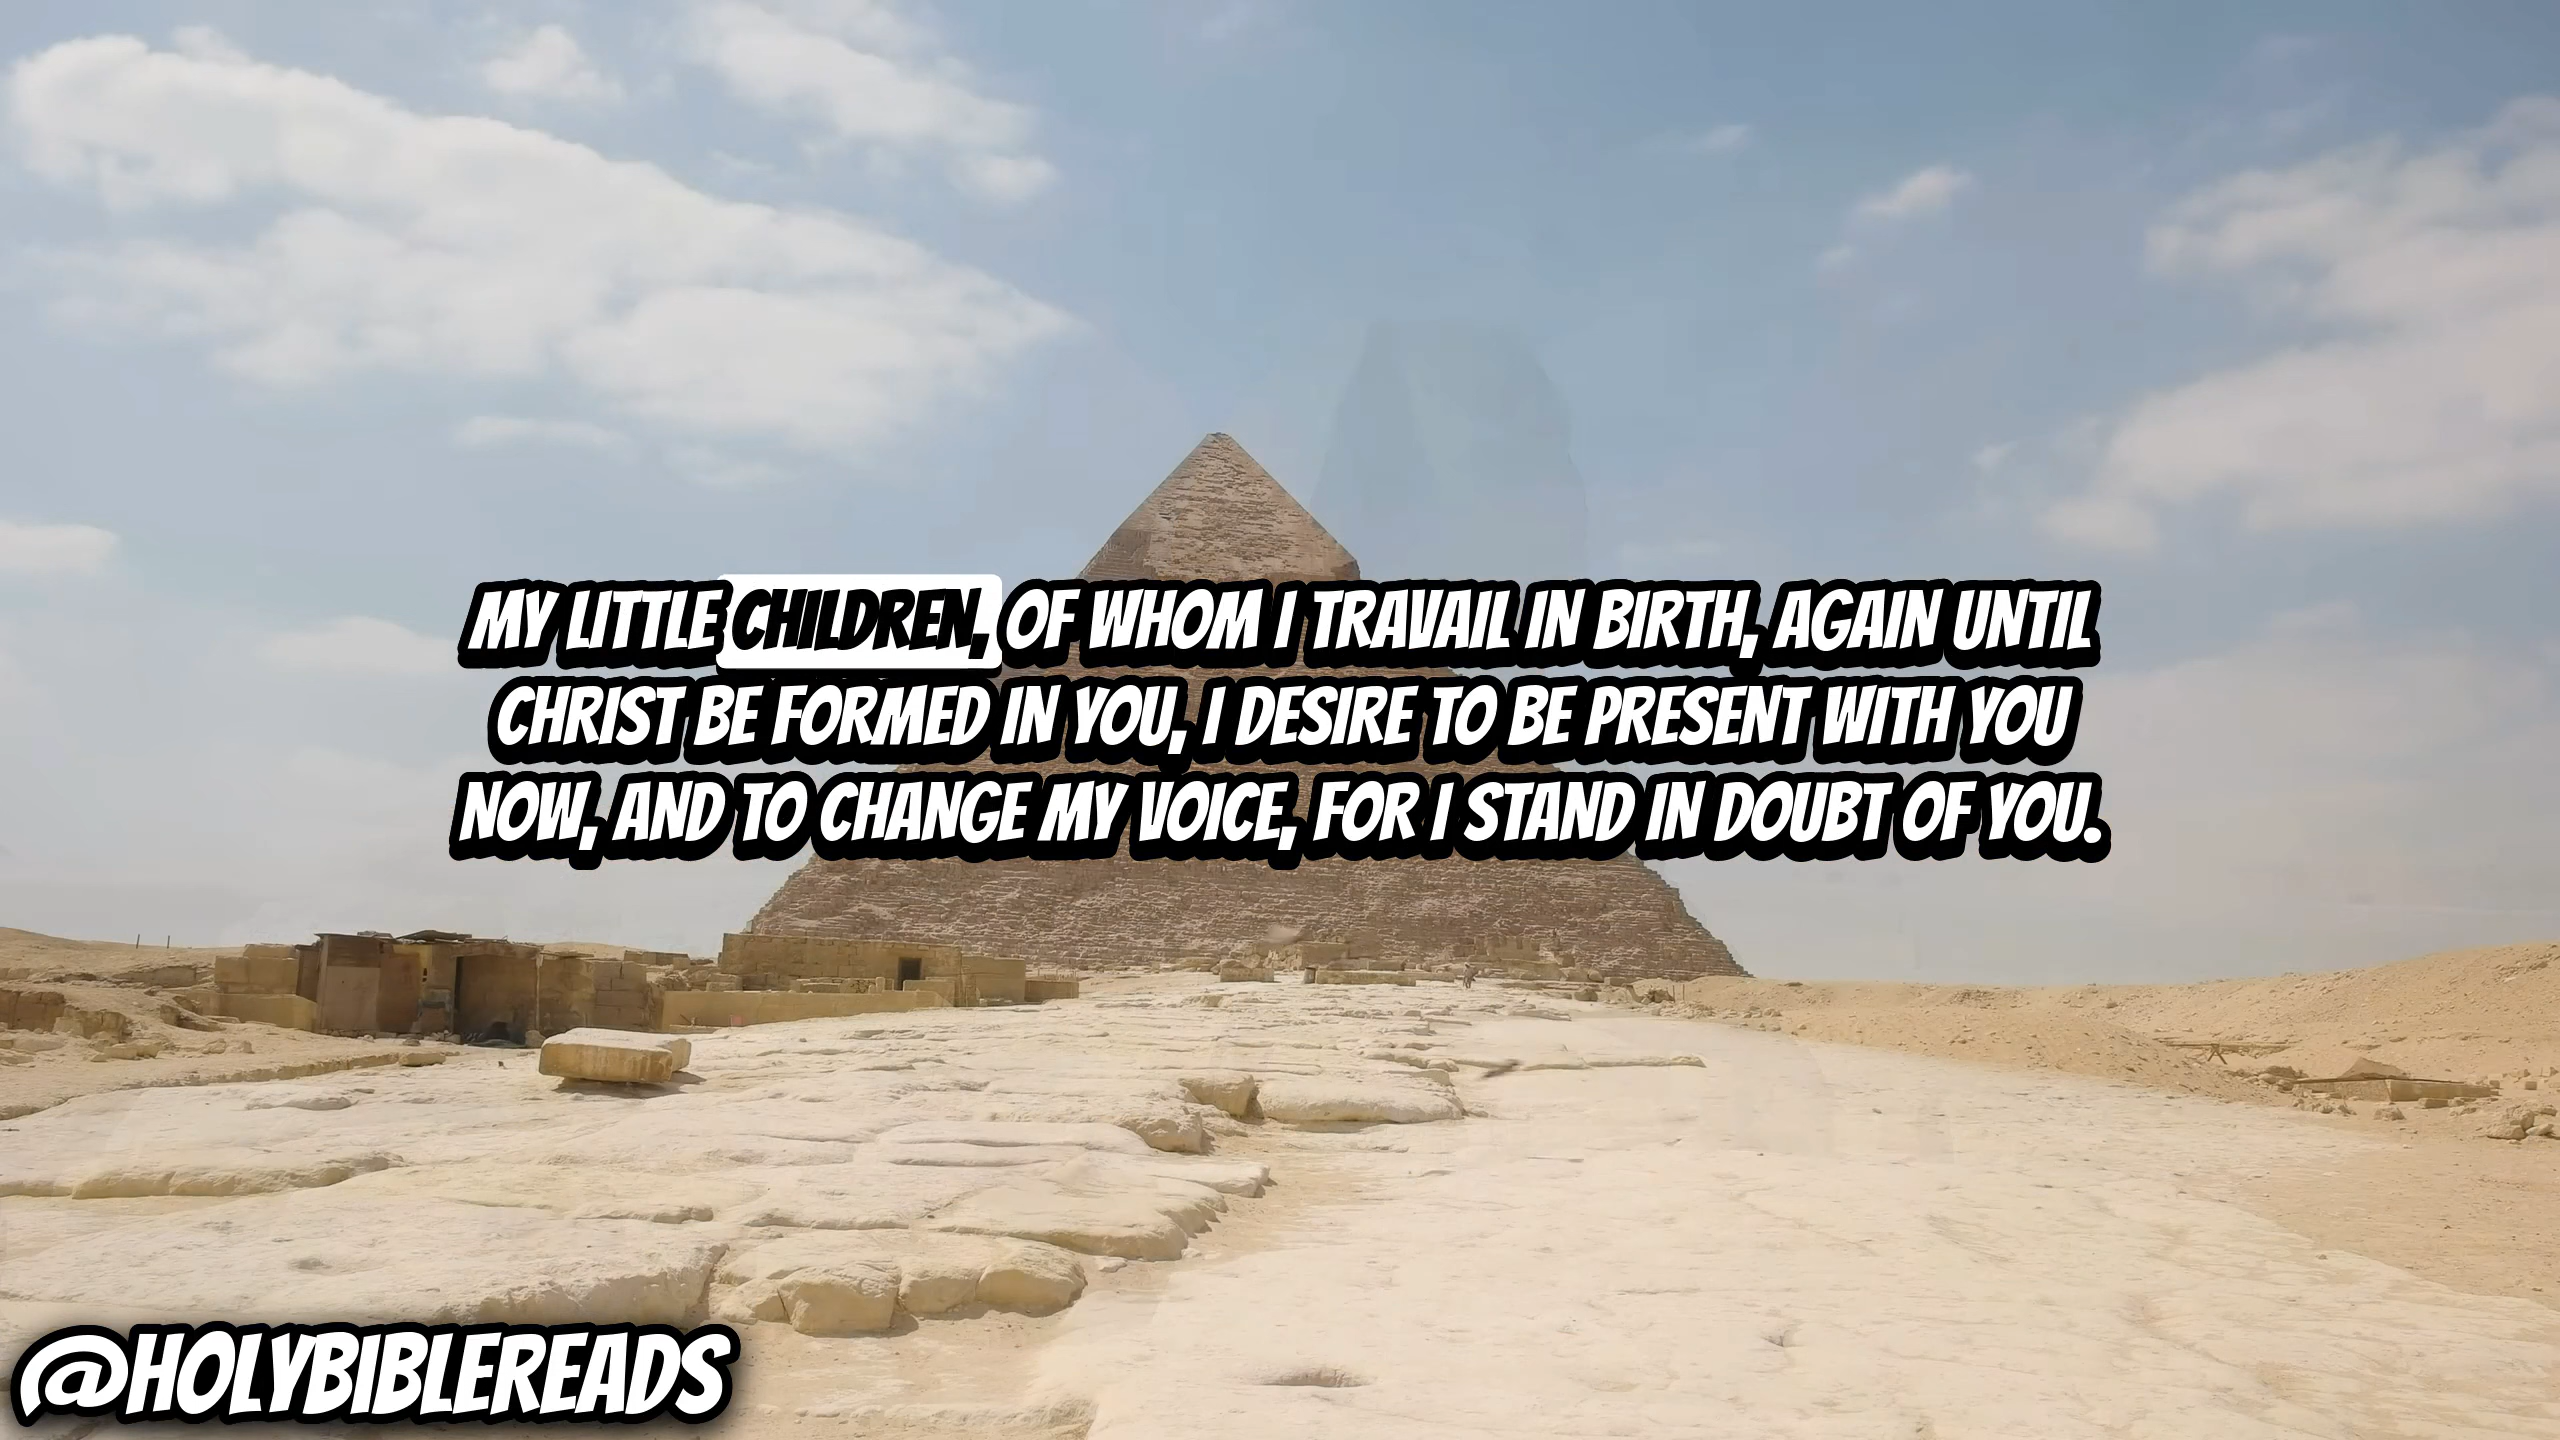 MY LITTLE CHILDREN, OF WHOM I TRAVAIL IN BIRTH, AGAIN UNTIL
CHRIST BE FORMED IN YOU, I DESIRE TO BE PRESENT WITH YOU
NOW, AND TO CHANGE MY VOICE, FOR I STAND IN DOUBT OF YOU.
@HOLYBIBLEREADS